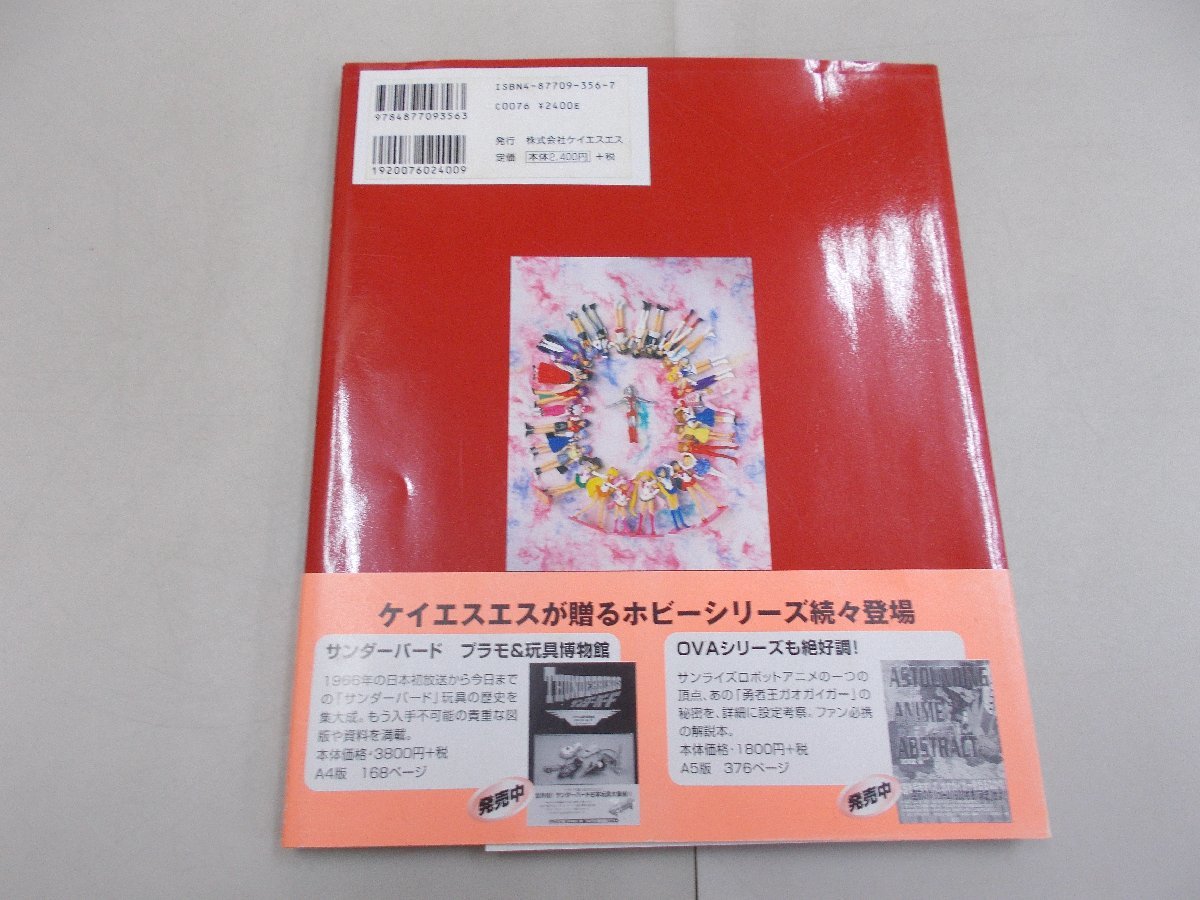 ISBN4-87709-356-7
C0076 ¥2400E
9784877093563
発行 株式会社ケイエスエス
定価 本体2,400円 +税
1920076024009
ケイエスエスが贈るホビーシリーズ続々登場
サンダーバード プラモ&玩具博物館
1966年の日本初放送から今日まで
の「サンダーバード」玩具の歴史を
集大成。もう入手不可能の貴重な図
版や資料を満載。
本体価格・3800円+税
A4版 168ページ
発売中
THUNDERBIRDS
OVAシリーズも絶好調!
サンライズロボットアニメの一つの
頂点、あの「勇者王ガオガイガー」の
秘密を、詳細に設定考察。ファン必携
の解説本。
本体価格・1800円+税
A5版 376ページ
発売中
ASTOUNDING
ANIME
ABSTRACT